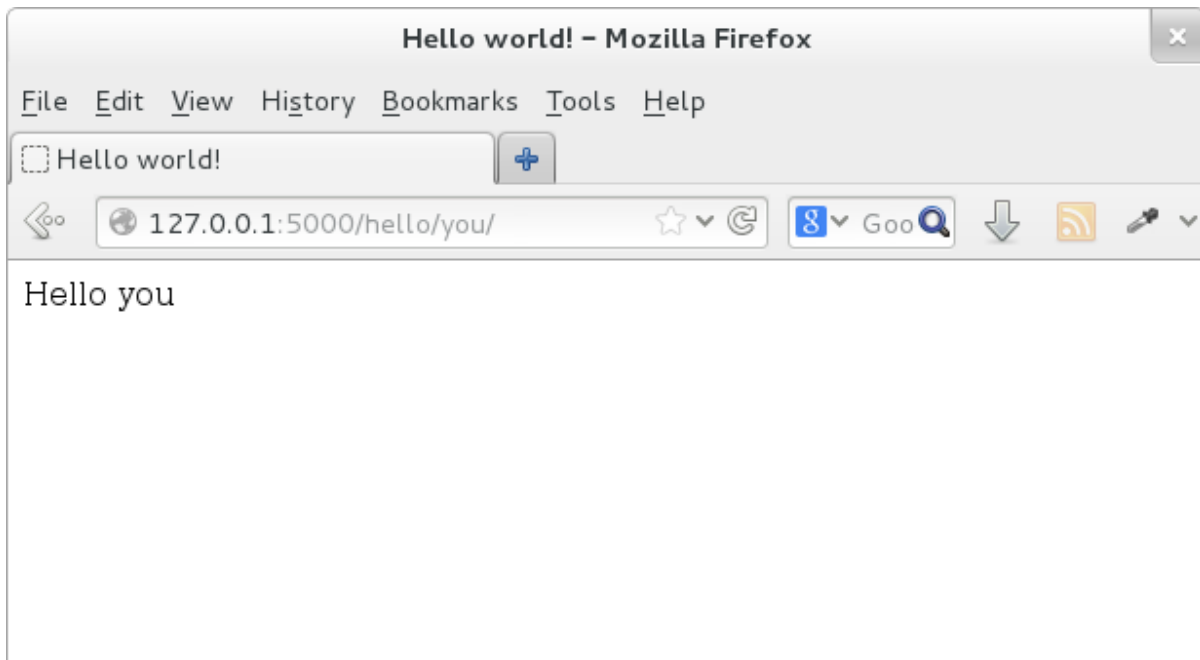 Hello world! – Mozilla Firefox
File Edit View History Bookmarks Tools Help
Hello world!
127.0.0.1:5000/hello/you/ 8 Goo
Hello you